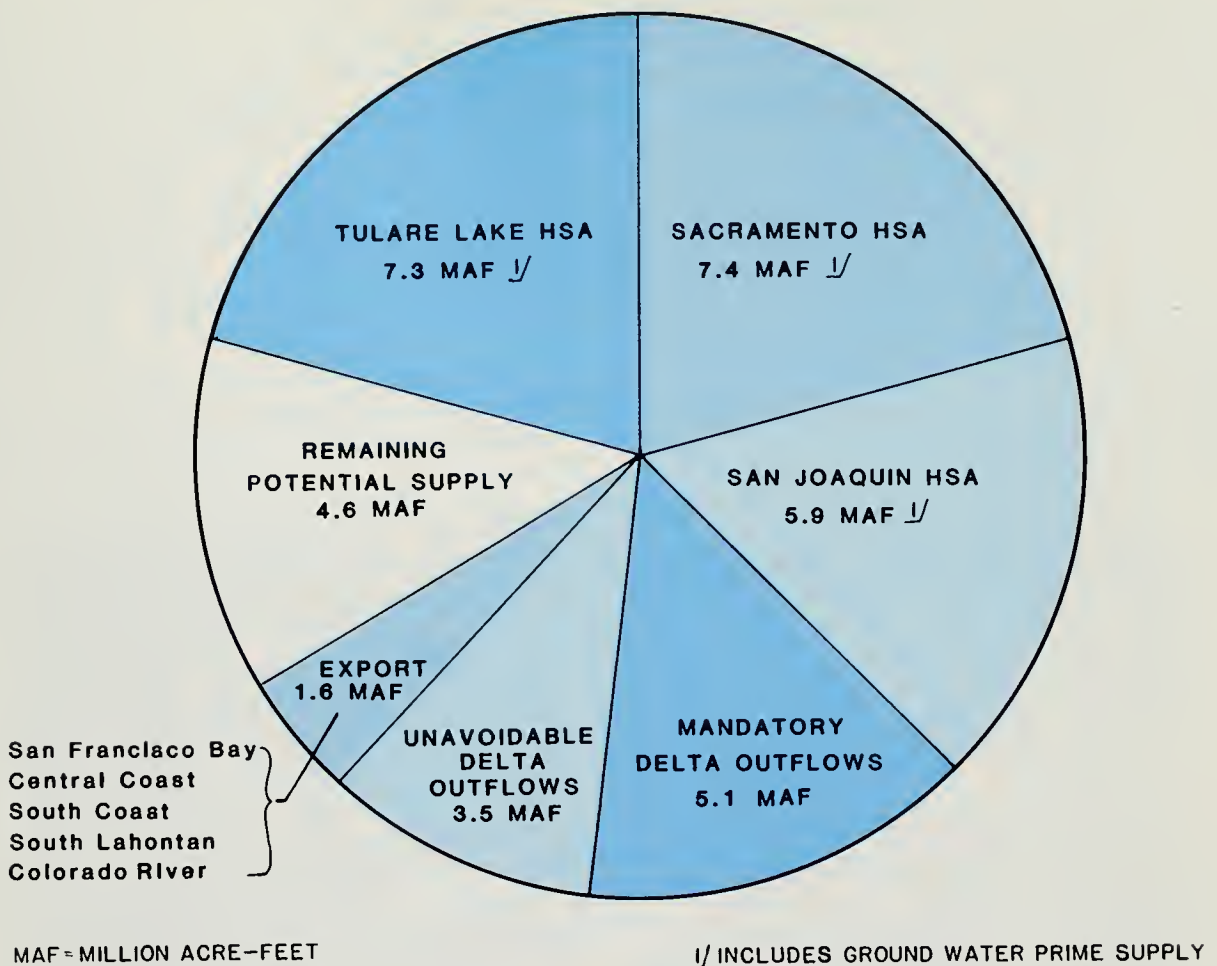 TULARE LAKE HSA
7.3 MAF 1/
SACRAMENTO HSA
7.4 MAF 1/
REMAINING
POTENTIAL SUPPLY
4.6 MAF
SAN JOAQUIN HSA
5.9 MAF 1/
EXPORT
1.6 MAF
UNAVOIDABLE
DELTA
OUTFLOWS
3.5 MAF
MANDATORY
DELTA OUTFLOWS
5.1 MAF
San Francisco Bay
Central Coast
South Coast
South Lahontan
Colorado River
MAF=MILLION ACRE-FEET
1/ INCLUDES GROUND WATER PRIME SUPPLY